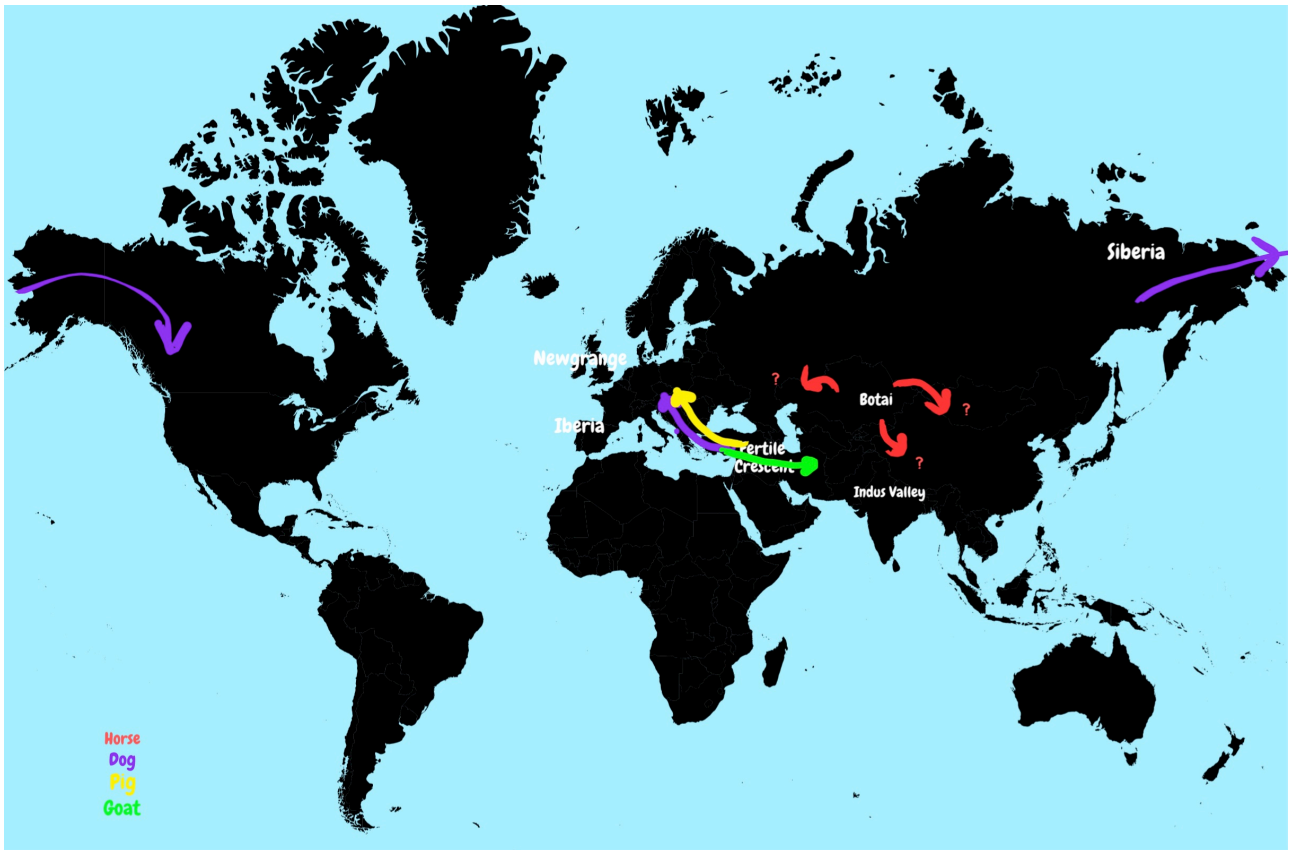 Siberia
Newgrange
?
Botai
?
Iberia
Fertile
Crescent
?
Indus Valley
Horse
Dog
Pig
Goat